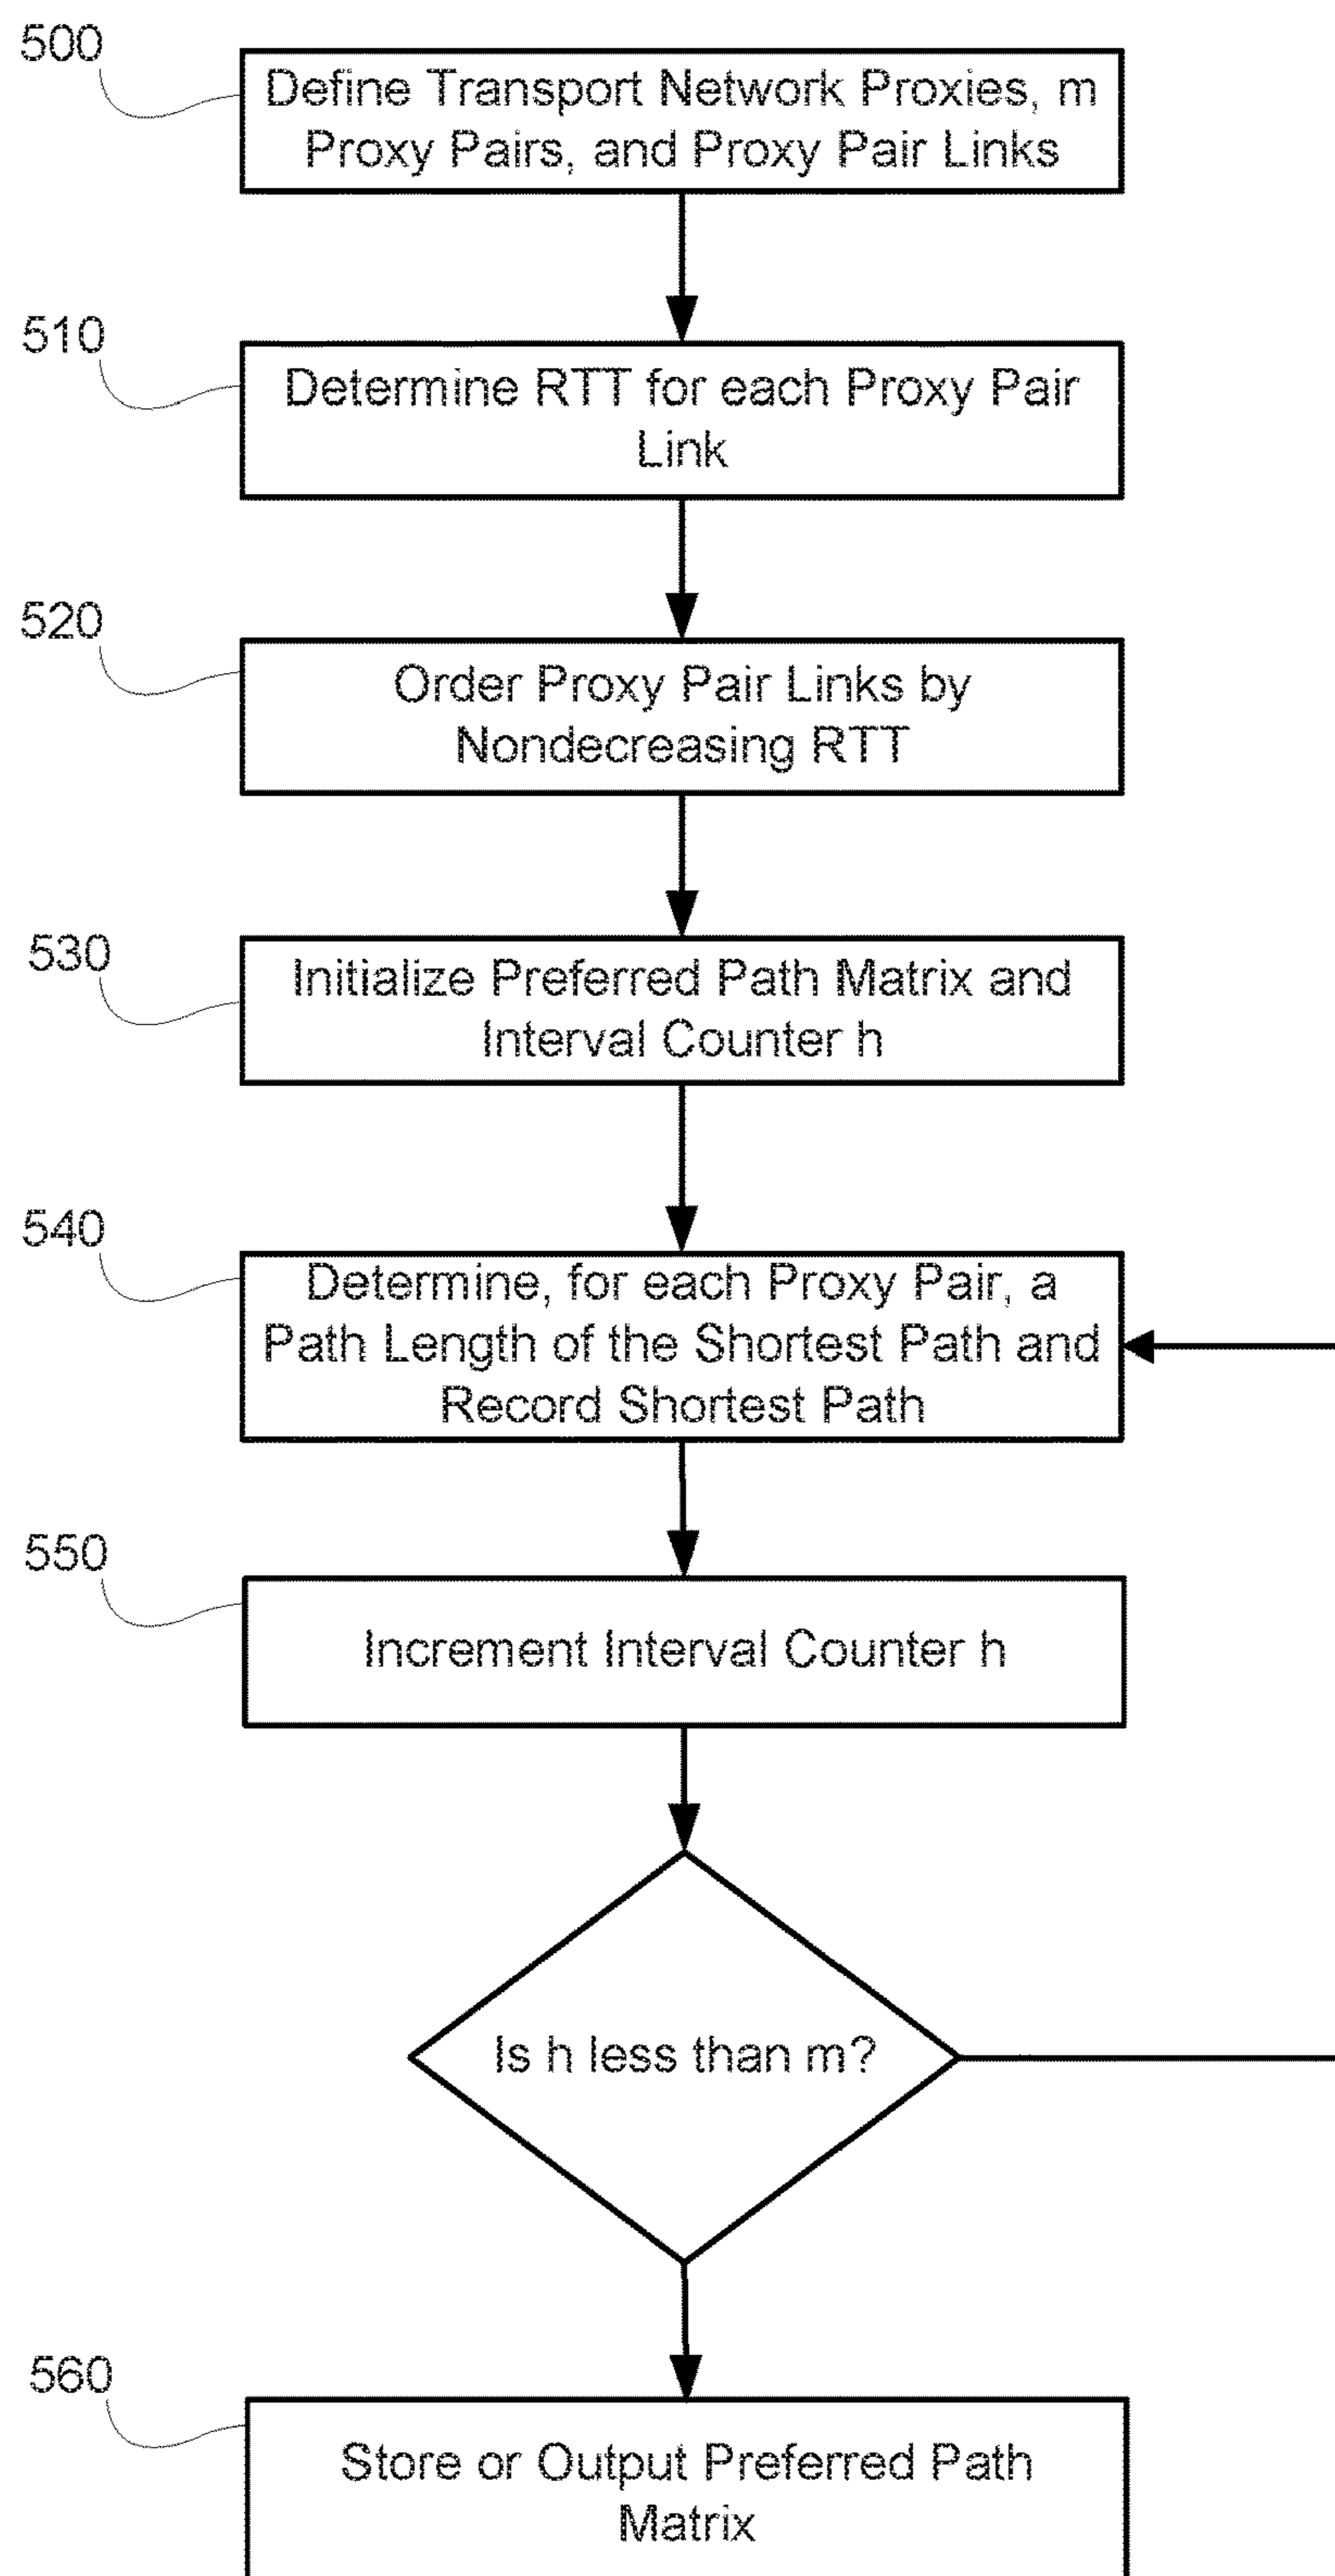 500
Define Transport Network Proxies, m
Proxy Pairs, and Proxy Pair Links
510
Determine RTT for each Proxy Pair
Link
520
Order Proxy Pair Links by
Nondecreasing RTT
530
Initialize Preferred Path Matrix and
Interval Counter h
540
Determine, for each Proxy Pair, a
Path Length of the Shortest Path and
Record Shortest Path
550
Increment Interval Counter h
Is h less than m?
560
Store or Output Preferred Path
Matrix